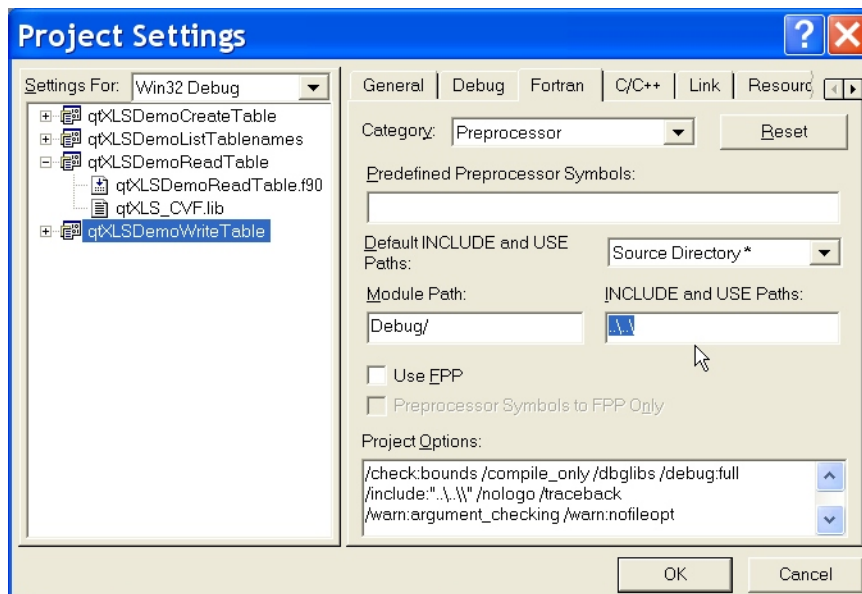 Project Settings
Settings For: Win32 Debug
qtXLSDemoCreateTable
qtXLSDemoListTablenames
qtXLSDemoReadTable
qtXLSDemoReadTable.f90
qtXLS_CVF.lib
qtXLSDemoWriteTable
General Debug Fortran C/C++ Link Resourc
Category: Preprocessor Reset
Predefined Preprocessor Symbols:
Default INCLUDE and USE
Paths:
Source Directory*
Module Path: INCLUDE and USE Paths:
Debug/ ..\..\
Use FPP
Preprocessor Symbols to FPP Only
Project Options:
/check:bounds /compile_only /dbglibs /debug:full
/include:"..\..\\" /nologo /traceback
/warn:argument_checking /warn:nofileopt
OK Cancel